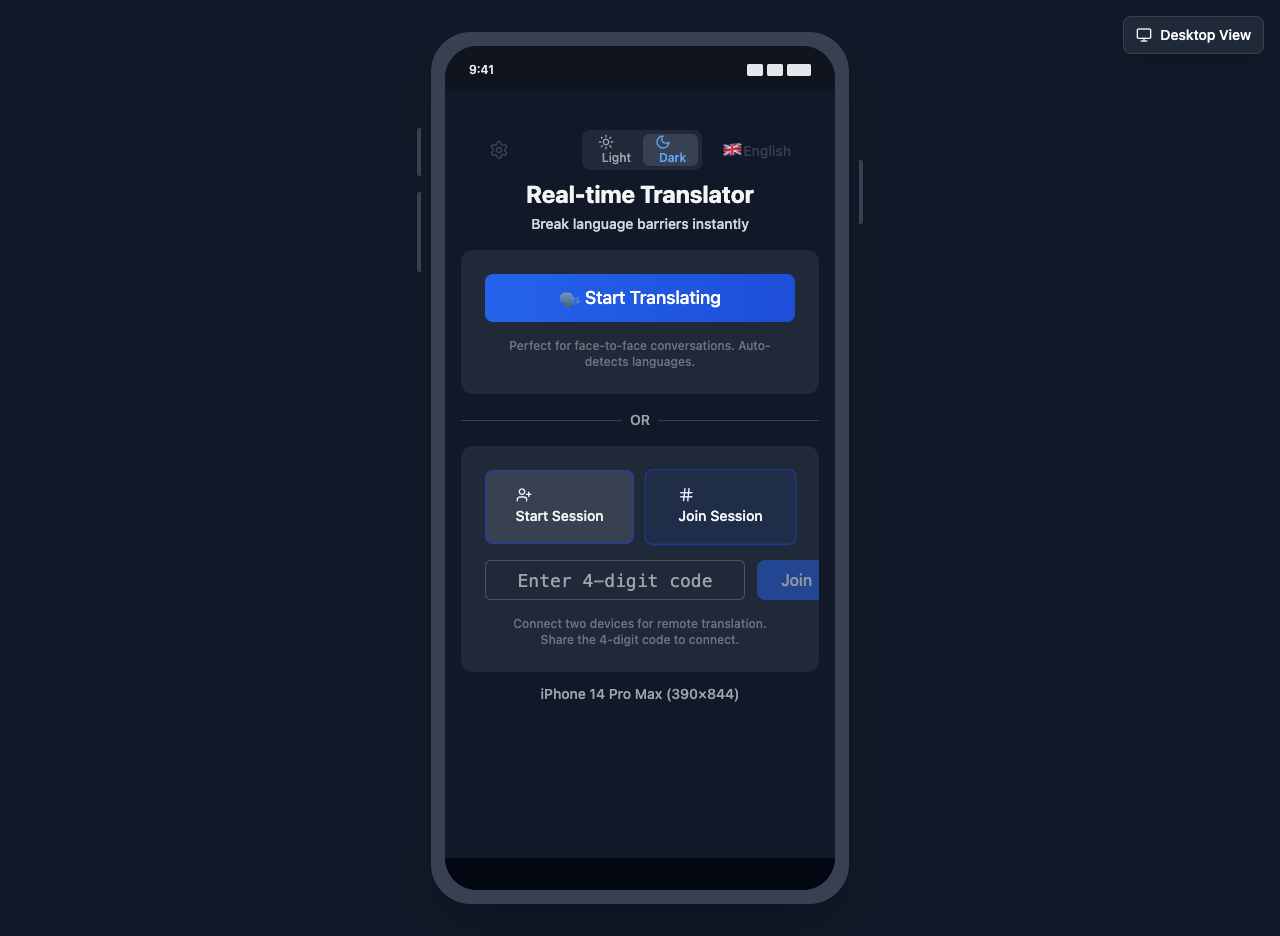 Desktop View
9:41
Light
Dark
English
Real-time Translator
Break language barriers instantly
Start Translating
Perfect for face-to-face conversations. Auto-
detects languages.
OR
Start Session
Join Session
Enter 4-digit code
Join
Connect two devices for remote translation.
Share the 4-digit code to connect.
iPhone 14 Pro Max (390×844)